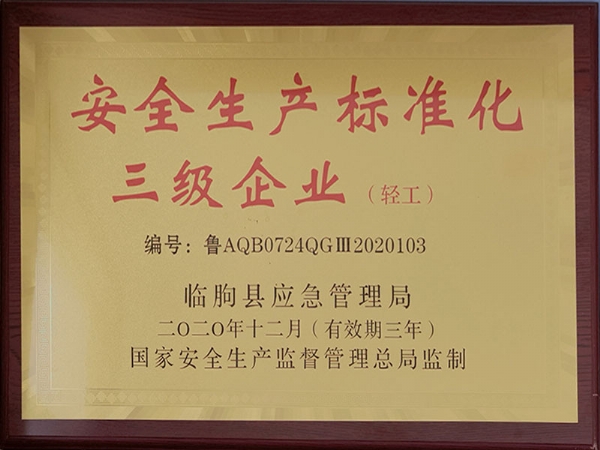 安全生产标准化
三级企业（轻工）
编号：鲁AQB0724QGⅢ2020103
临朐县应急管理局
二〇二〇年十二月（有效期三年）
国家安全生产监督管理总局监制